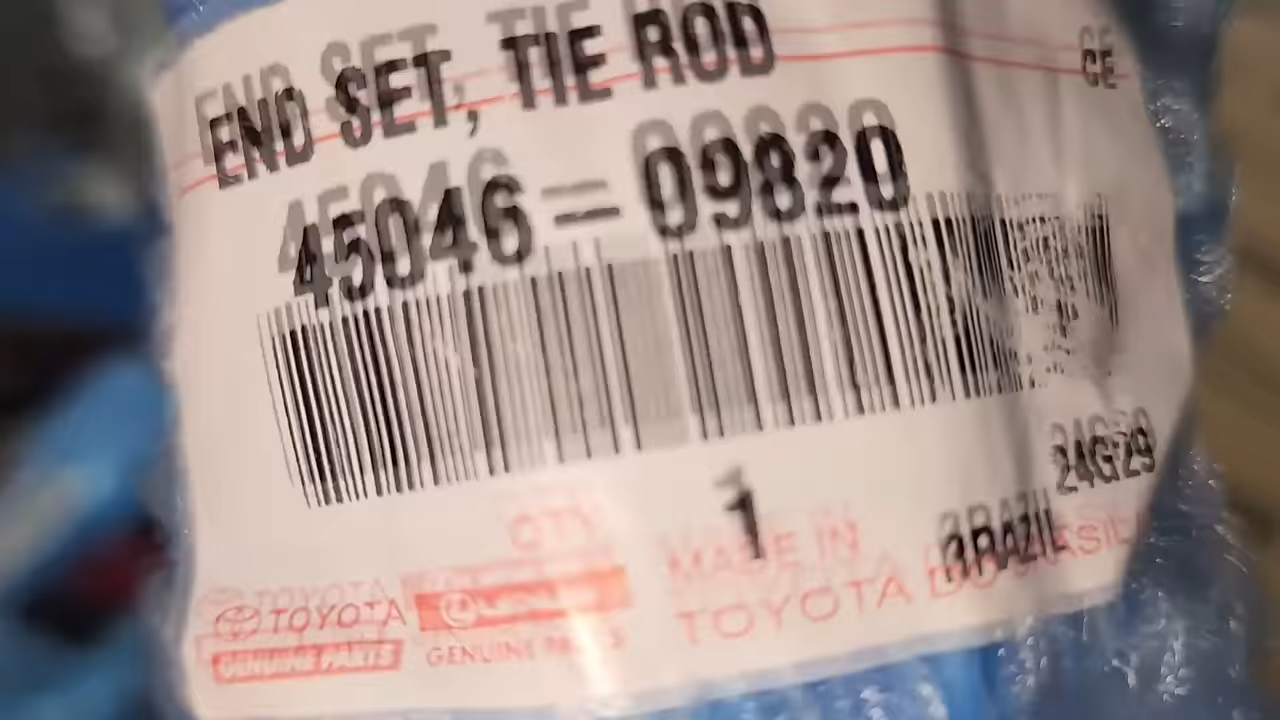 END SET, TIE ROD
CE
45046-09820
24G29
QTY
1
MADE IN
BRAZIL
TOYOTA
TOYOTA DO BRASIL
GENUINE PARTS
GENUINE PARTS